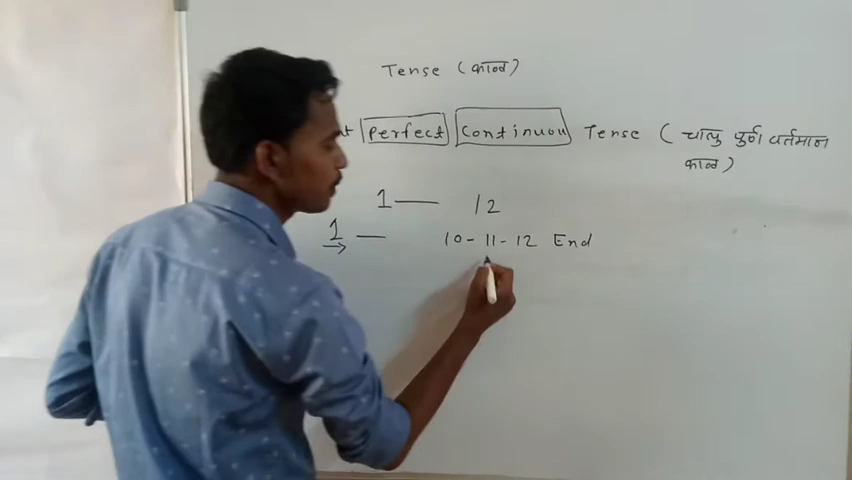 Tense (काळ)
Perfect Continuou Tense (चालु पुर्ण वर्तमान
काळ)
1 — 12
1 — 10 - 11 - 12 End